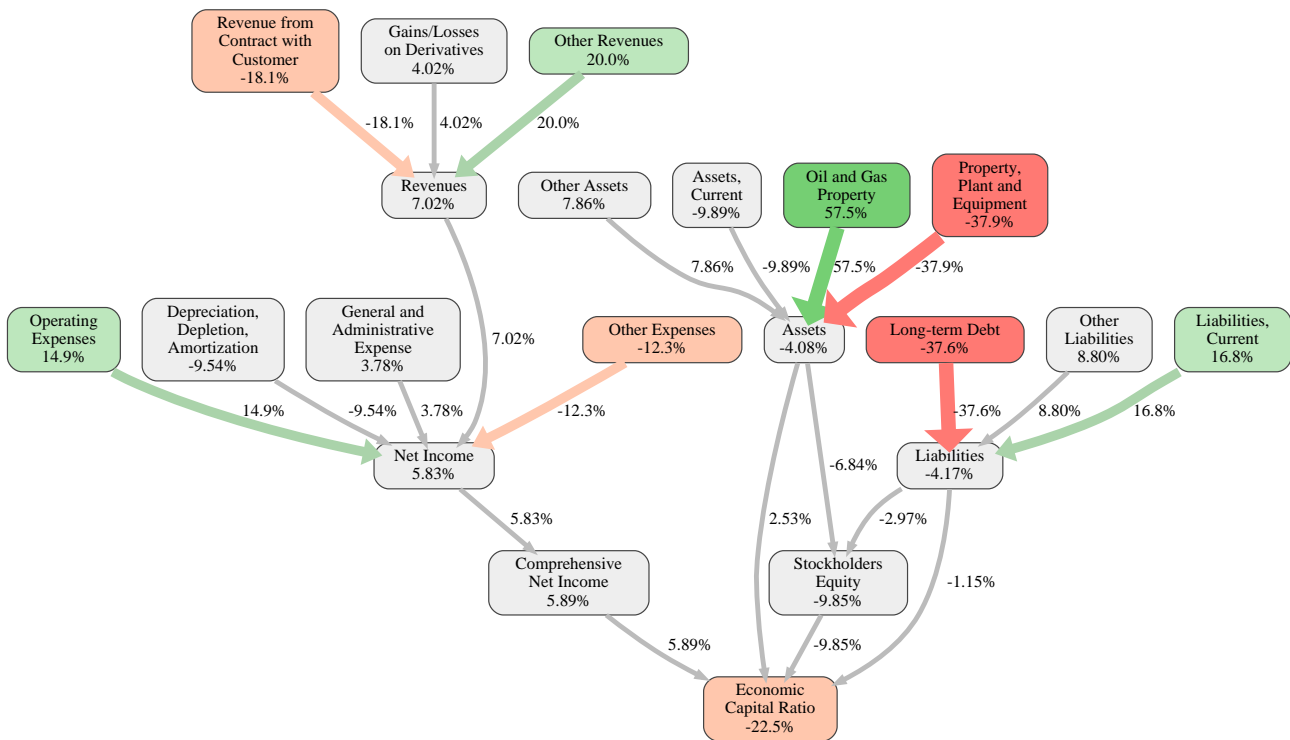 Revenue from
Contract with
Customer
-18.1%
Gains/Losses
on Derivatives
4.02%
Other Revenues
20.0%
-18.1%
4.02%
20.0%
Revenues
7.02%
Other Assets
7.86%
Assets,
Current
-9.89%
Oil and Gas
Property
57.5%
Property,
Plant and
Equipment
-37.9%
7.86%
-9.89%
57.5%
-37.9%
Operating
Expenses
14.9%
Depreciation,
Depletion,
Amortization
-9.54%
General and
Administrative
Expense
3.78%
7.02%
Other Expenses
-12.3%
Assets
-4.08%
Long-term Debt
-37.6%
Other
Liabilities
8.80%
Liabilities,
Current
16.8%
14.9%
-9.54%
3.78%
-12.3%
-37.6%
8.80%
16.8%
Net Income
5.83%
Liabilities
-4.17%
-6.84%
5.83%
2.53%
-2.97%
Comprehensive
Net Income
5.89%
Stockholders
Equity
-9.85%
-1.15%
5.89%
-9.85%
Economic
Capital Ratio
-22.5%